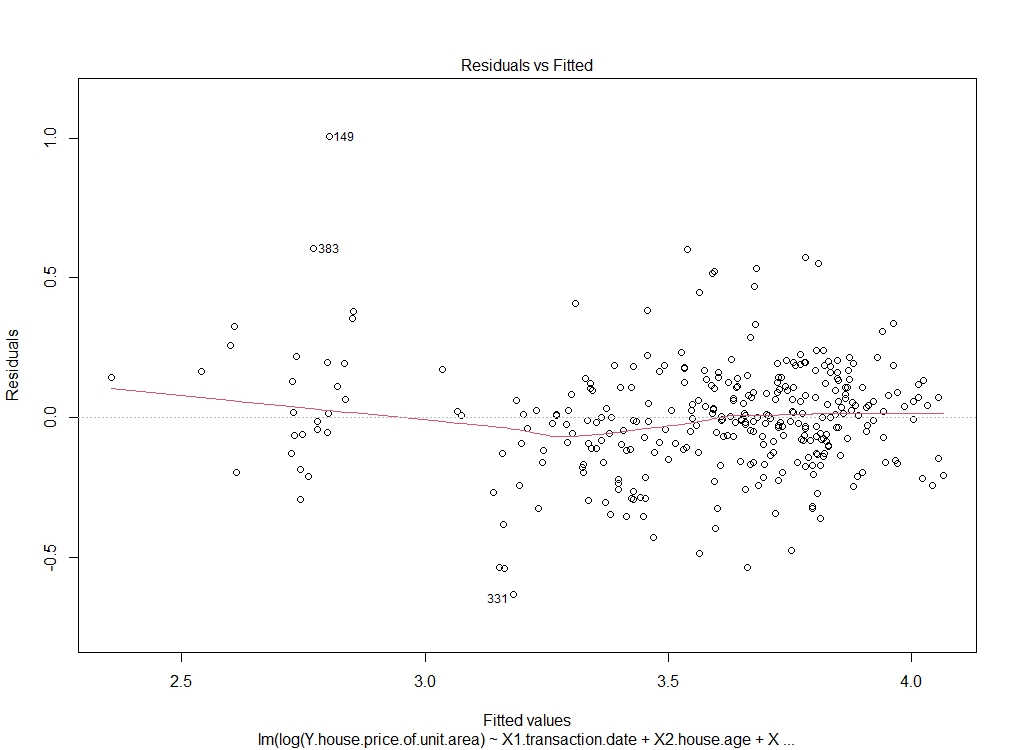 Residuals vs Fitted
1.0
149
383
0.5
0.0
-0.5
331
Residuals
2.5 3.0 3.5 4.0
Fitted values
lm(log(Y.house.price.of.unit.area) ~ X1.transaction.date + X2.house.age + X ...